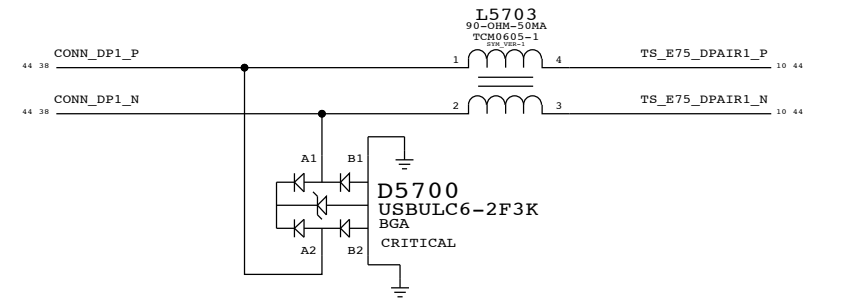 L5703
90-OHM-50MA
TCM0605-1
SYM_VER-1
CONN_DP1_P
1
4
TS_E75_DPAIR1_P
44 38
10 44
CONN_DP1_N
2
3
TS_E75_DPAIR1_N
44 38
10 44
A1
B1
D5700
USBULC6-2F3K
BGA
CRITICAL
A2
B2